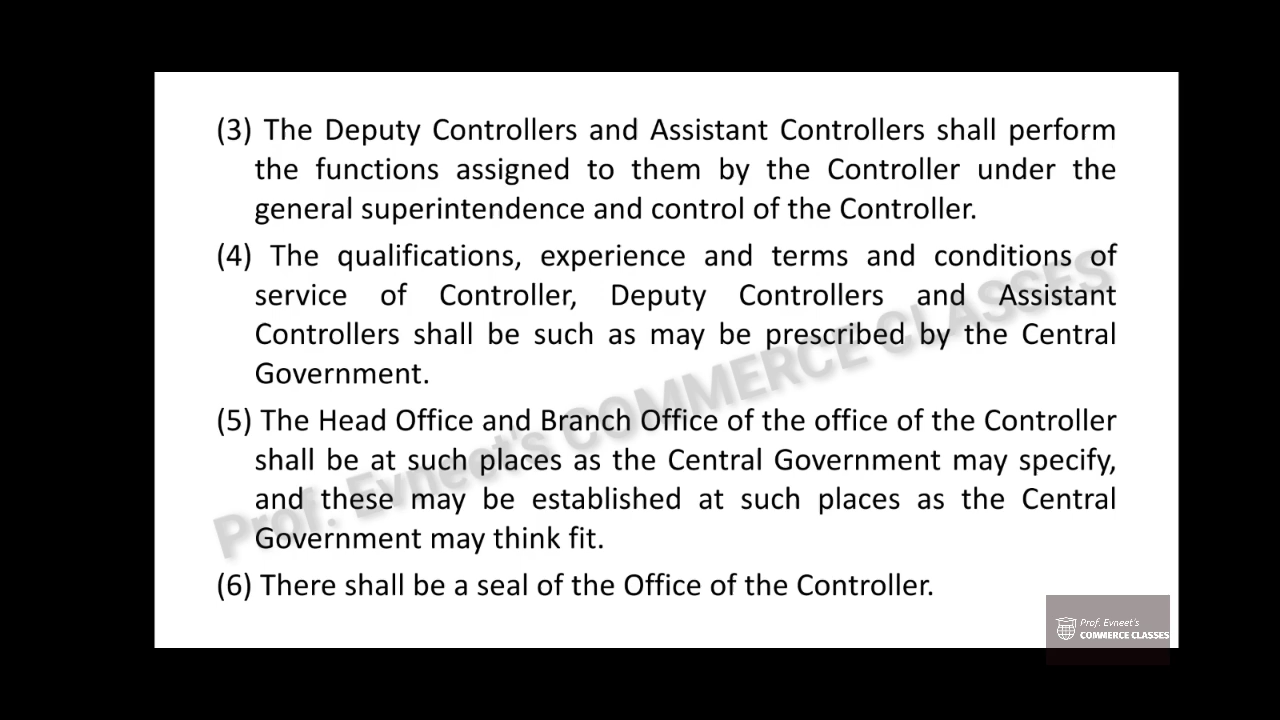 (3) The Deputy Controllers and Assistant Controllers shall perform
the functions assigned to them by the Controller under the
general superintendence and control of the Controller.
(4) The qualifications, experience and terms and conditions of
service of Controller, Deputy Controllers and Assistant
Controllers shall be such as may be prescribed by the Central
Government.
(5) The Head Office and Branch Office of the office of the Controller
shall be at such places as the Central Government may specify,
and these may be established at such places as the Central
Government may think fit.
(6) There shall be a seal of the Office of the Controller.
Prof. Evneet's COMMERCE CLASSES
Prof. Evneet's
COMMERCE CLASSES